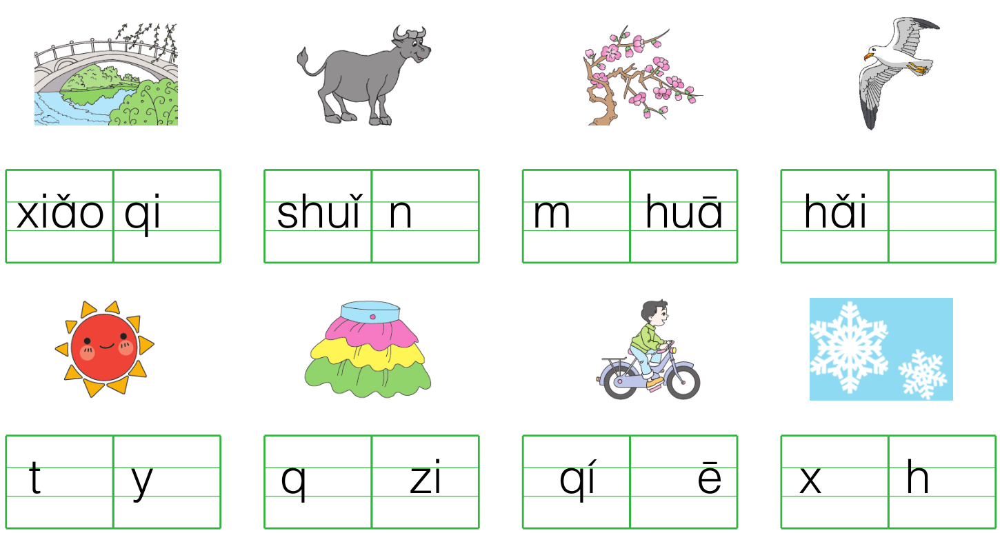 xiǎo qi shuǐ n m huā hǎi
t y q zi qí ē x h